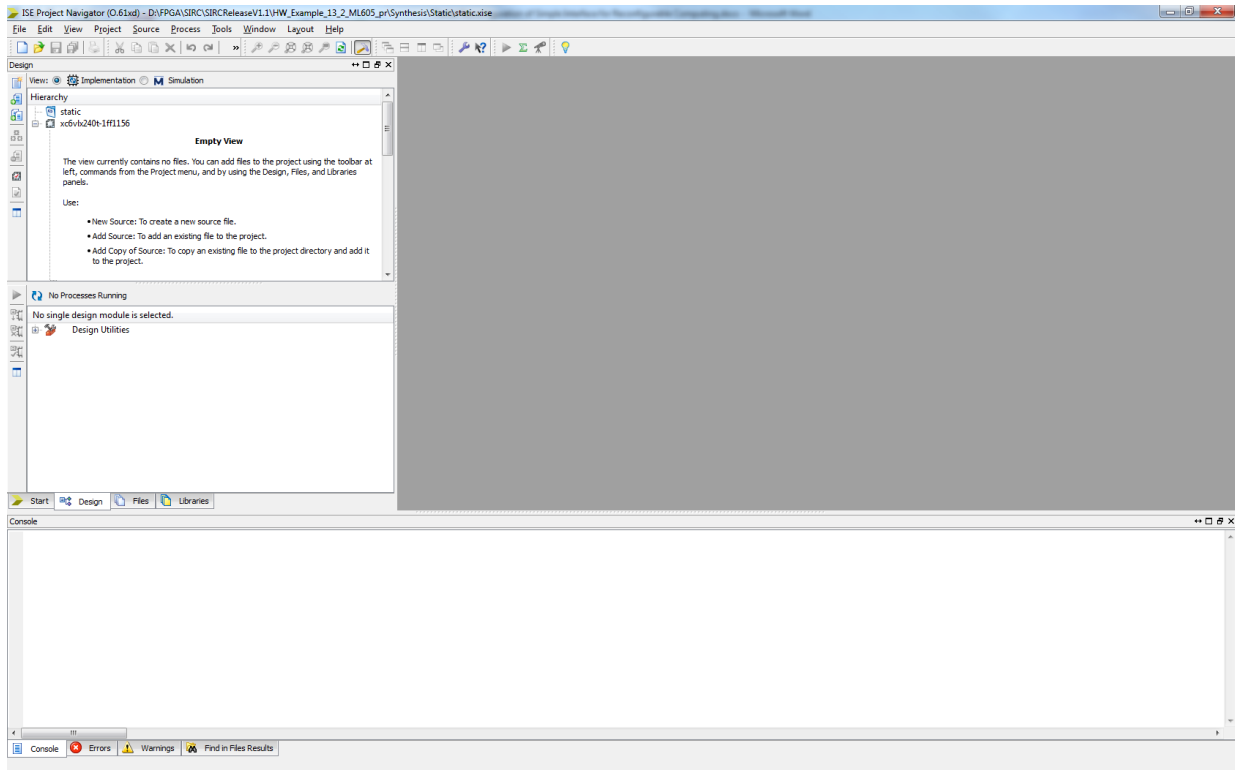 ISE Project Navigator (O.61xd) - D:\FPGA\SIRC\SIRCReleaseV1.1\HW_Example_13_2_ML605_pr\Synthesis\Static\static.xise
File Edit View Project Source Process Tools Window Layout Help
Design
View: Implementation Simulation
Hierarchy
static
xc6vlx240t-1ff1156
Empty View
The view currently contains no files. You can add files to the project using the toolbar at
left, commands from the Project menu, and by using the Design, Files, and Libraries
panels.
Use:
• New Source: To create a new source file.
• Add Source: To add an existing file to the project.
• Add Copy of Source: To copy an existing file to the project directory and add it
to the project.
No Processes Running
No single design module is selected.
Design Utilities
Start Design Files Libraries
Console
Console Errors Warnings Find in Files Results